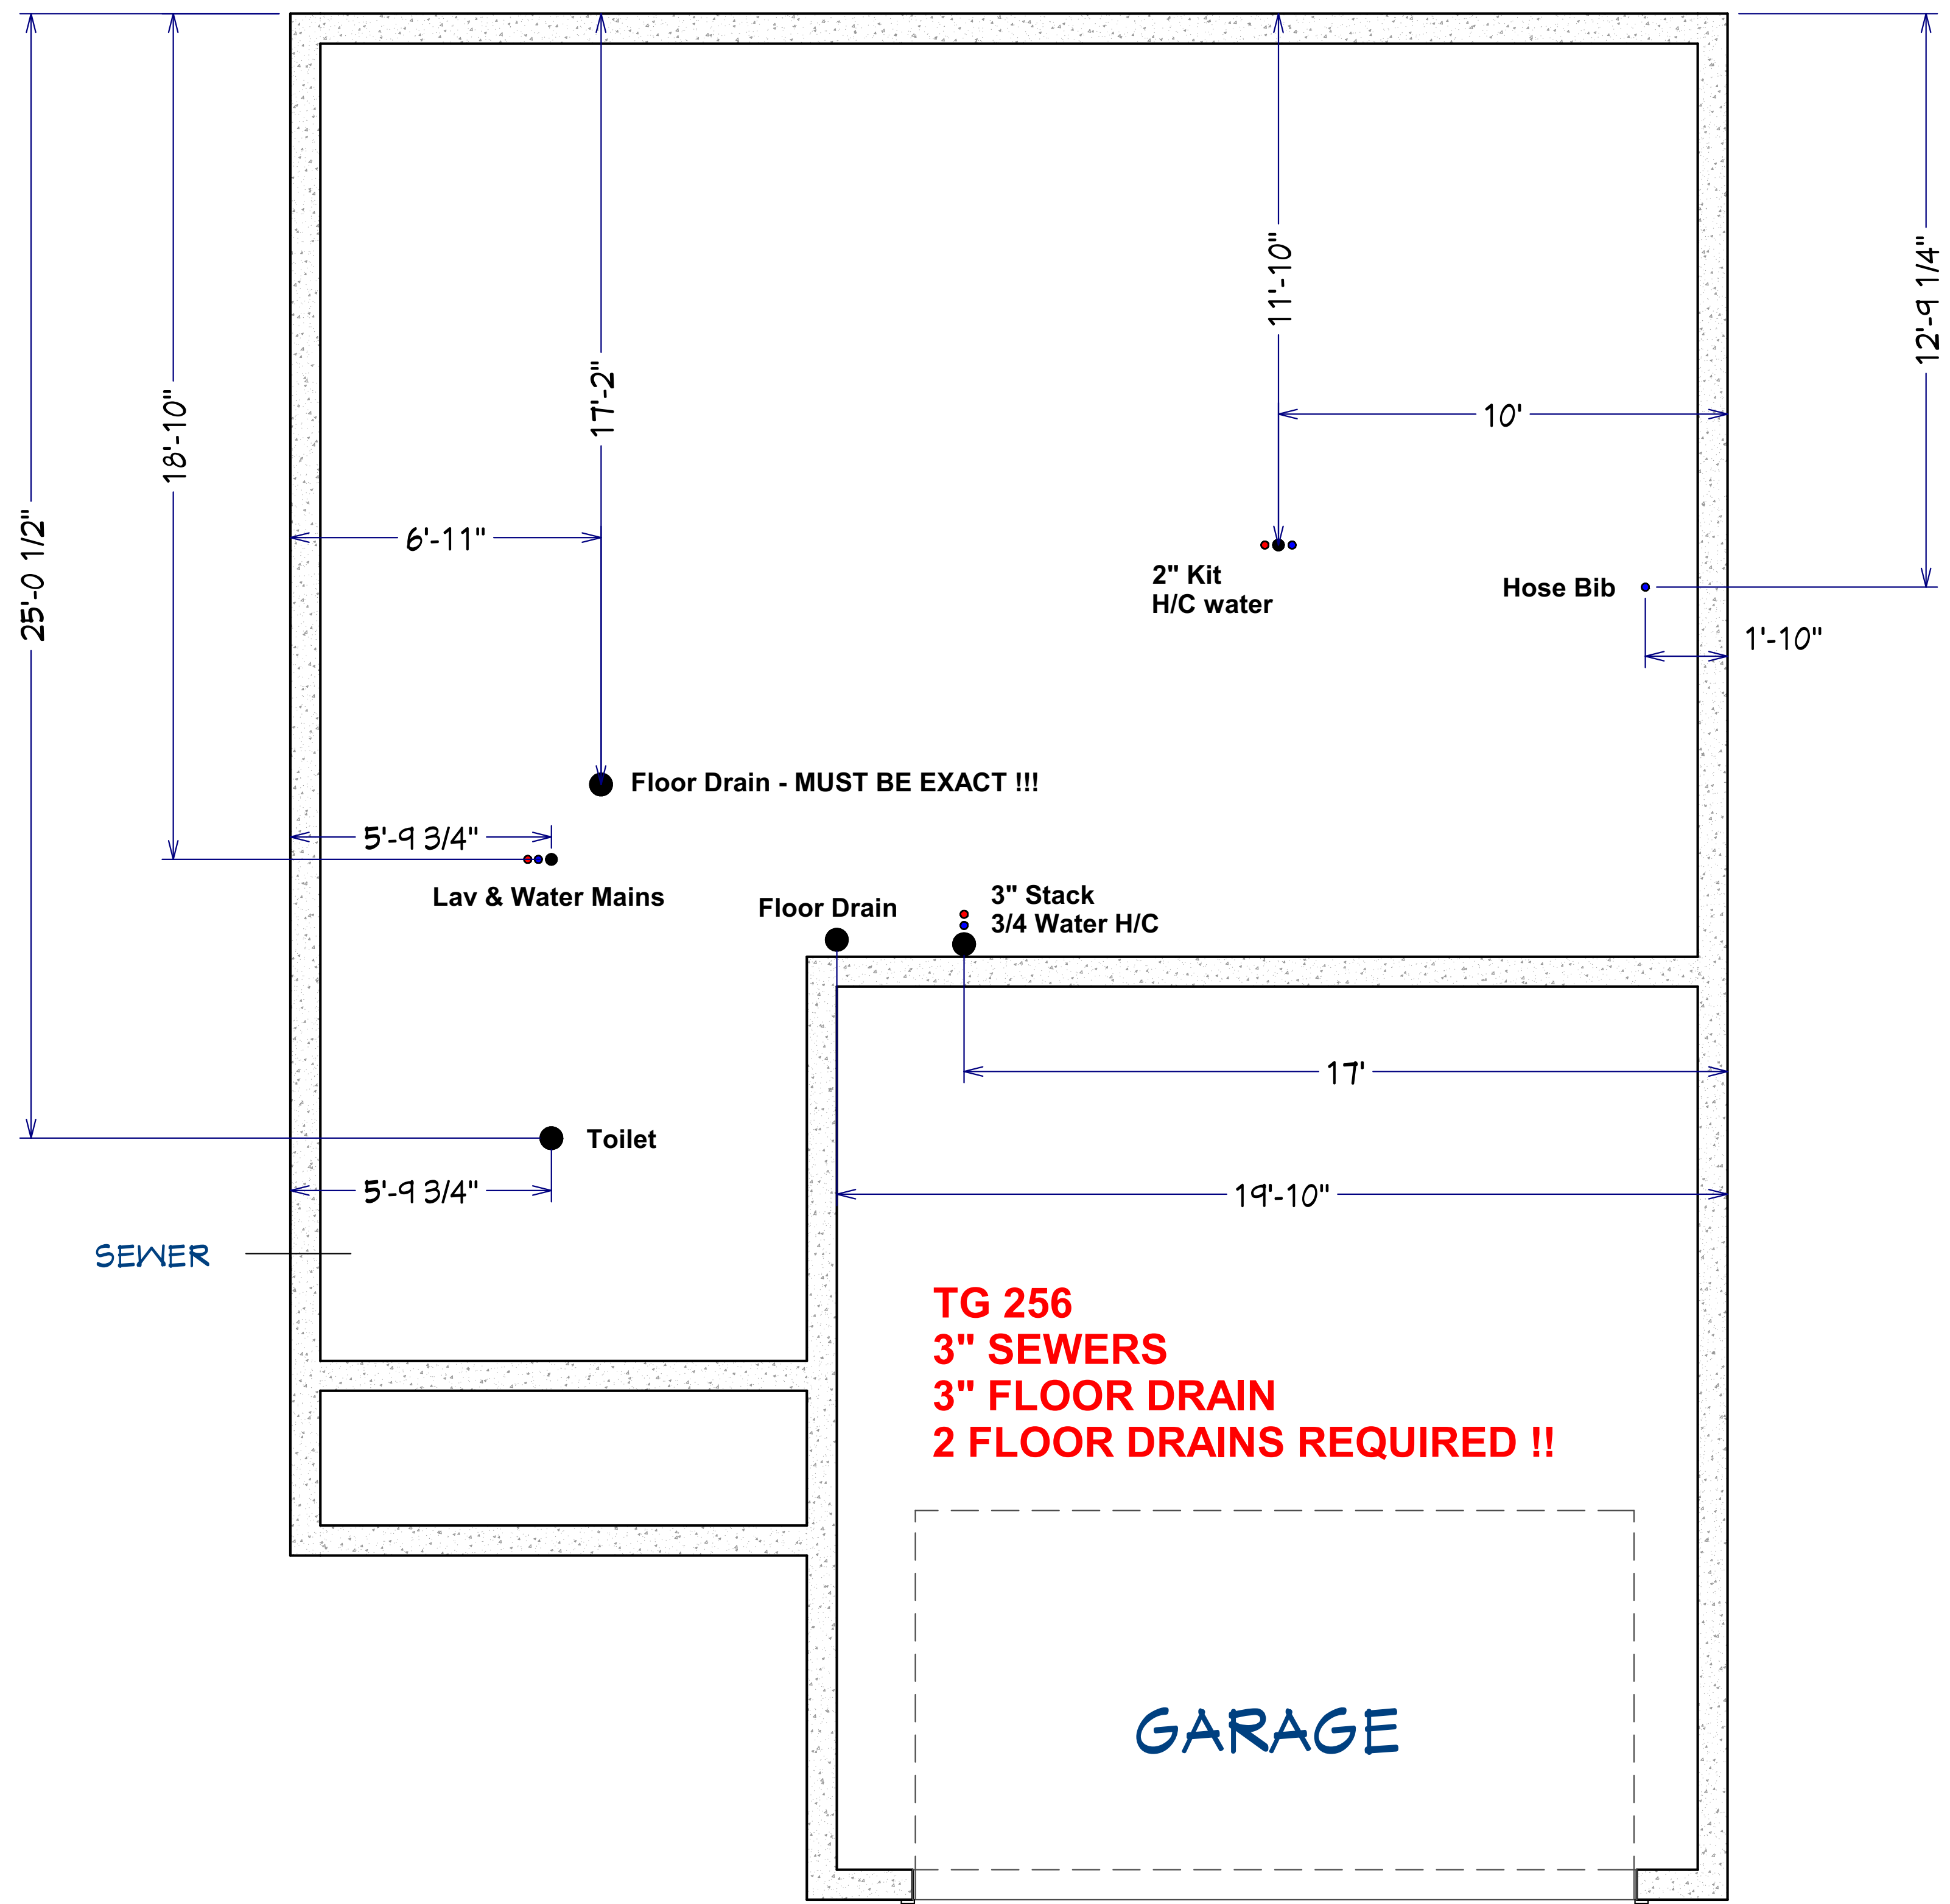 17'-2"
11'-10"
12'-9 1/4"
18'-10"
10'
25'-0 1/2"
6'-11"
2" Kit
H/C water
Hose Bib
1'-10"
Floor Drain - MUST BE EXACT !!!
5'-9 3/4"
Lav & Water Mains
Floor Drain
3" Stack
3/4 Water H/C
17'
Toilet
5'-9 3/4"
19'-10"
SEWER
TG 256
3" SEWERS
3" FLOOR DRAIN
2 FLOOR DRAINS REQUIRED !!
GARAGE